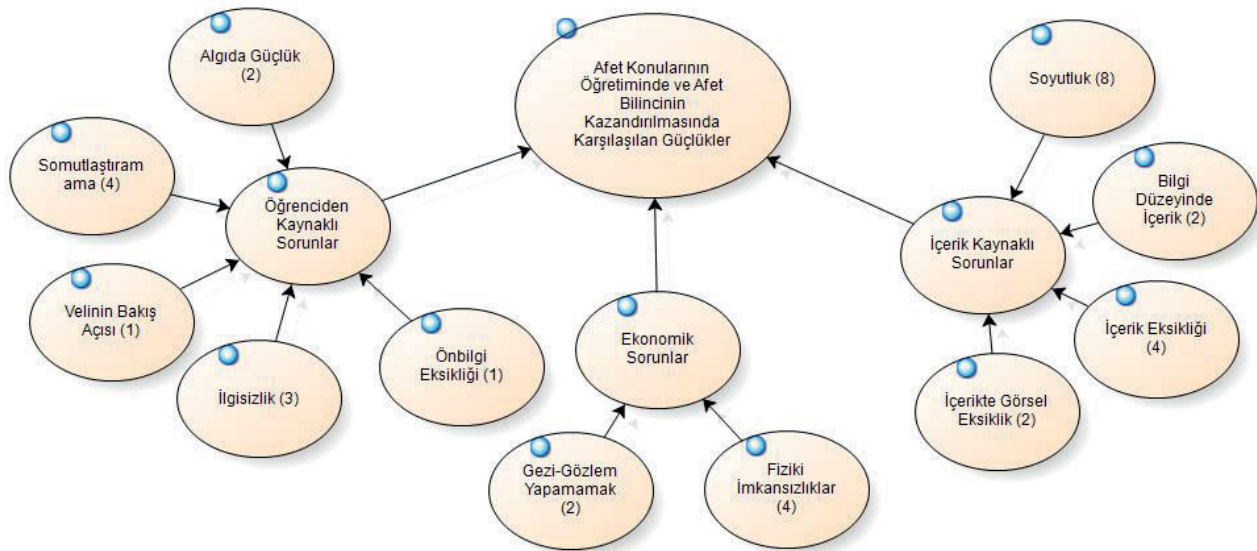 Afet Konularının
Öğretiminde ve Afet
Bilincinin
Kazandırılmasında
Karşılaşılan Güçlükler
Algıda Güçlük
(2)
Somutlaştıram
ama (4)
Öğrenciden
Kaynaklı
Sorunlar
Velinin Bakış
Açısı (1)
İlgisizlik (3)
Önbilgi
Eksikliği (1)
Ekonomik
Sorunlar
Gezi-Gözlem
Yapamamak
(2)
Fiziki
İmkansızlıklar
(4)
Soyutluk (8)
Bilgi
Düzeyinde
İçerik (2)
İçerik Kaynaklı
Sorunlar
İçerik Eksikliği
(4)
İçerikte Görsel
Eksiklik (2)